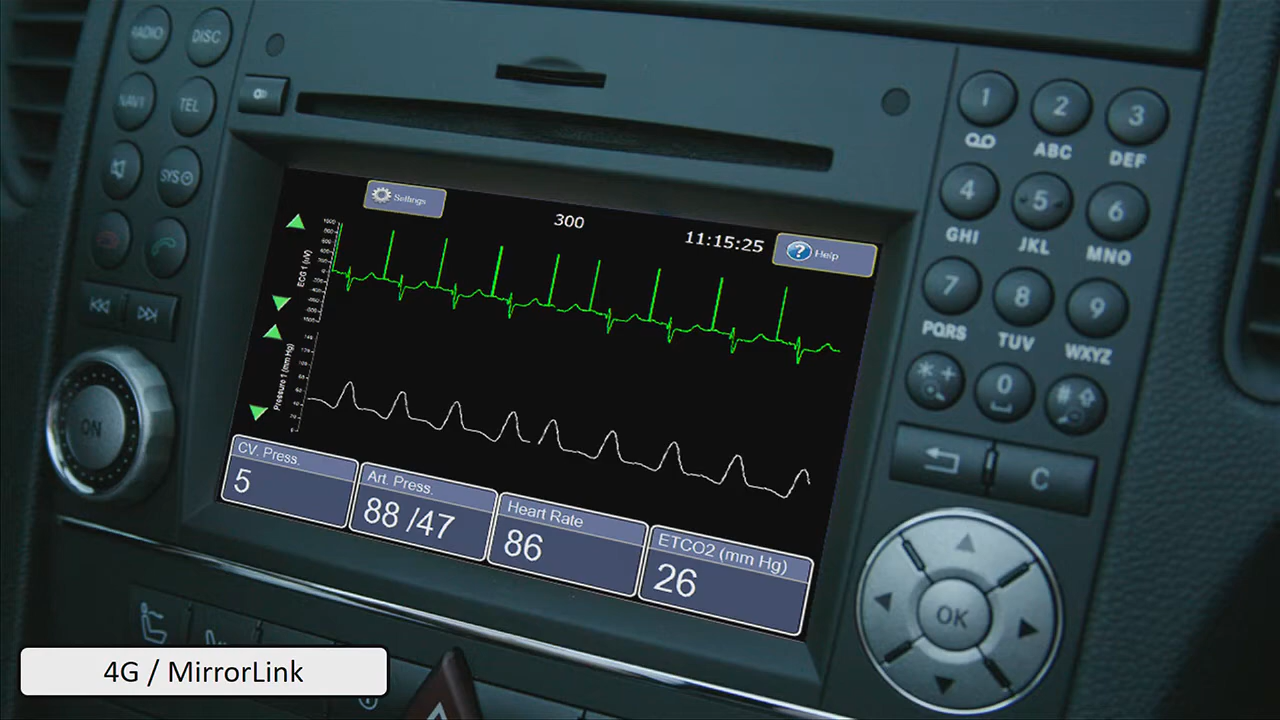 RADIO
DISC
NAVI
TEL
SYS
ON
Settings
300
11:15:25
Help
ECG 1 (uV)
Pressure 1 (mm Hg)
CV. Press.
5
Art. Press.
88 /47
Heart Rate
86
ETCO2 (mm Hg)
26
1
2
ABC
3
DEF
4
GHI
5
JKL
6
MNO
7
PQRS
8
TUV
9
WXYZ
* +
0
#
C
OK
4G / MirrorLink